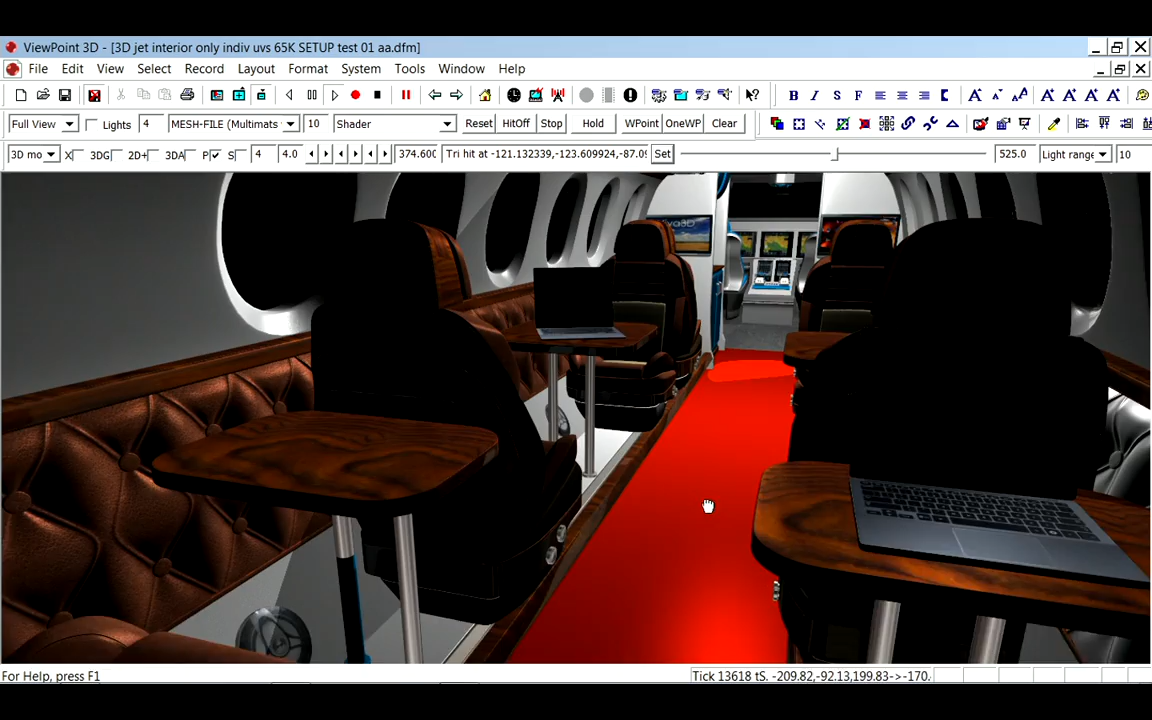 ViewPoint 3D - [3D jet interior only indiv uvs 65K SETUP test 01 aa.dfm]
File Edit View Select Record Layout Format System Tools Window Help
B I S F
Full View Lights 4 MESH-FILE (Multimats 10 Shader Reset HitOff Stop Hold WPoint OneWP Clear
3D mo X 3DG 2D+ 3DA P S 4 4.0 374.600 Tri hit at -121.132339,-123.609924,-87.09 Set 525.0 Light range 10
For Help, press F1
Tick 13618 tS. -209.82,-92.13,199.83->-170.